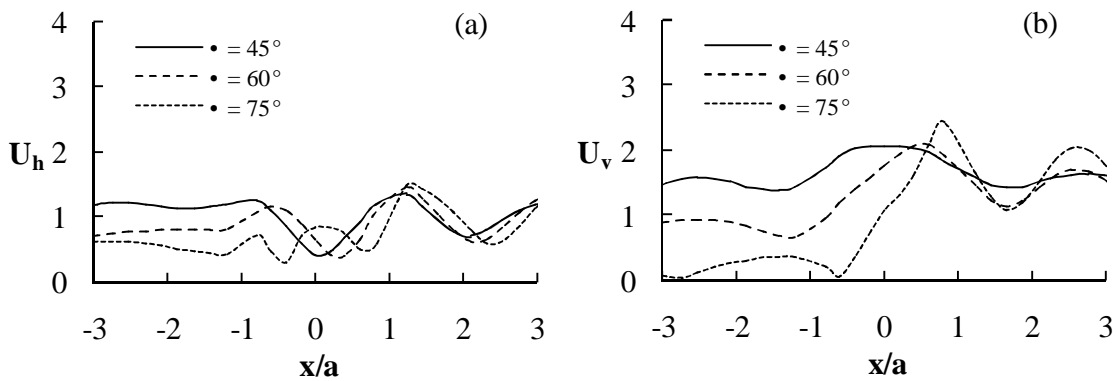 (a)
4
3
2
1
0
U_h
• = 45°
• = 60°
• = 75°
-3 -2 -1 0 1 2 3
x/a
(b)
4
3
2
1
0
U_v
• = 45°
• = 60°
• = 75°
-3 -2 -1 0 1 2 3
x/a